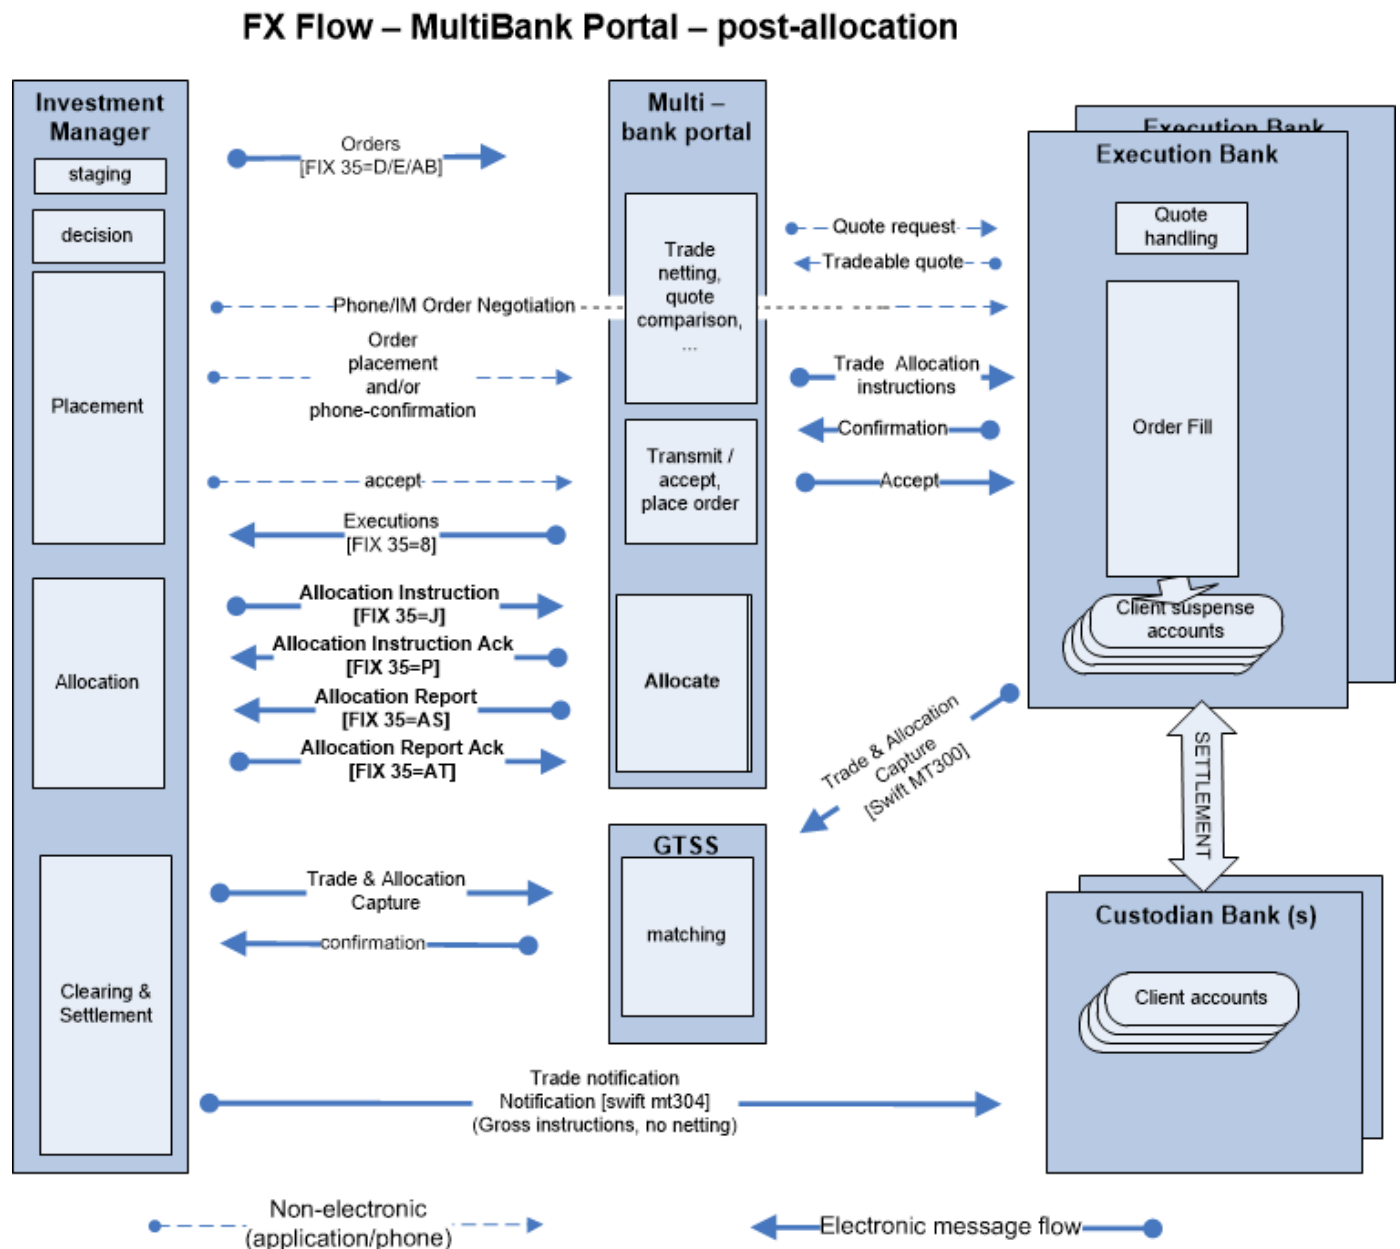 FX Flow – MultiBank Portal – post-allocation
Investment
Manager
staging
decision
Placement
Allocation
Clearing &
Settlement
Orders
[FIX 35=D/E/AB]
Phone/IM Order Negotiation
Order
placement
and/or
phone-confirmation
accept
Executions
[FIX 35=8]
Allocation Instruction
[FIX 35=J]
Allocation Instruction Ack
[FIX 35=P]
Allocation Report
[FIX 35=AS]
Allocation Report Ack
[FIX 35=AT]
Trade & Allocation
Capture
confirmation
Trade notification
Notification [swift mt304]
(Gross instructions, no netting)
Multi –
bank portal
Trade
netting,
quote
comparison,
...
Transmit /
accept,
place order
Allocate
GTSS
matching
Quote request
Tradeable quote
Trade Allocation
instructions
Confirmation
Accept
Trade & Allocation
Capture
[Swift MT300]
Execution Bank
Execution Bank
Quote
handling
Order Fill
Client suspense
accounts
SETTLEMENT
Custodian Bank (s)
Client accounts
Non-electronic
(application/phone)
Electronic message flow